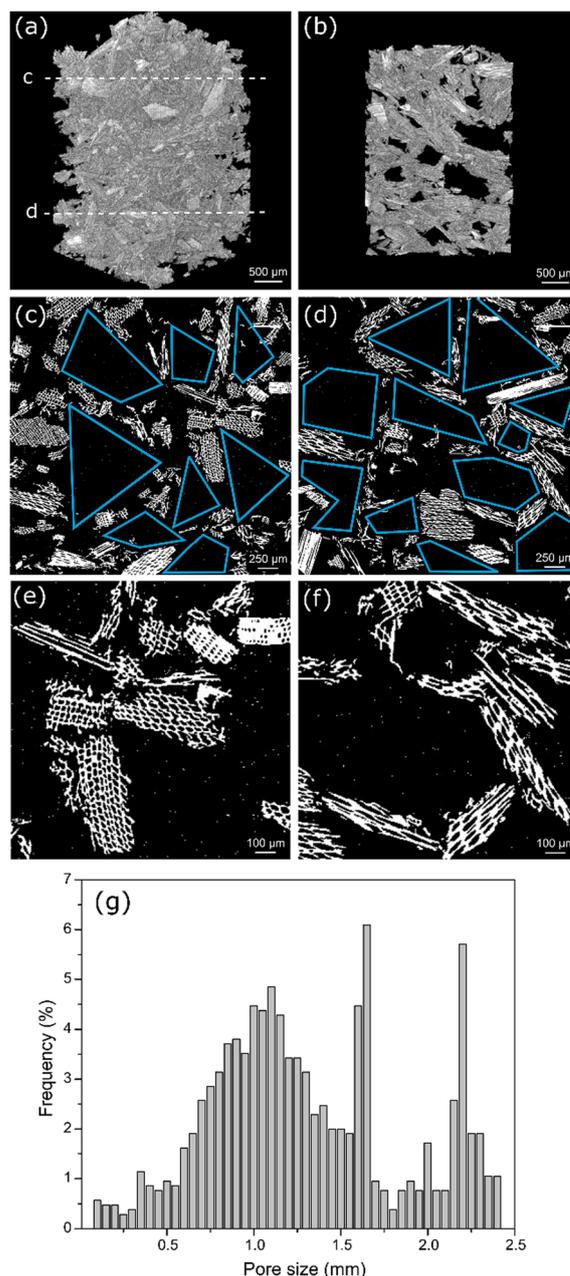 (a)
(b)
c
d
500 µm
500 µm
(c)
(d)
250 µm
250 µm
(e)
(f)
100 µm
100 µm
(g)
7
6
5
4
3
2
1
0
Frequency (%)
0.5
1.0
1.5
2.0
2.5
Pore size (mm)